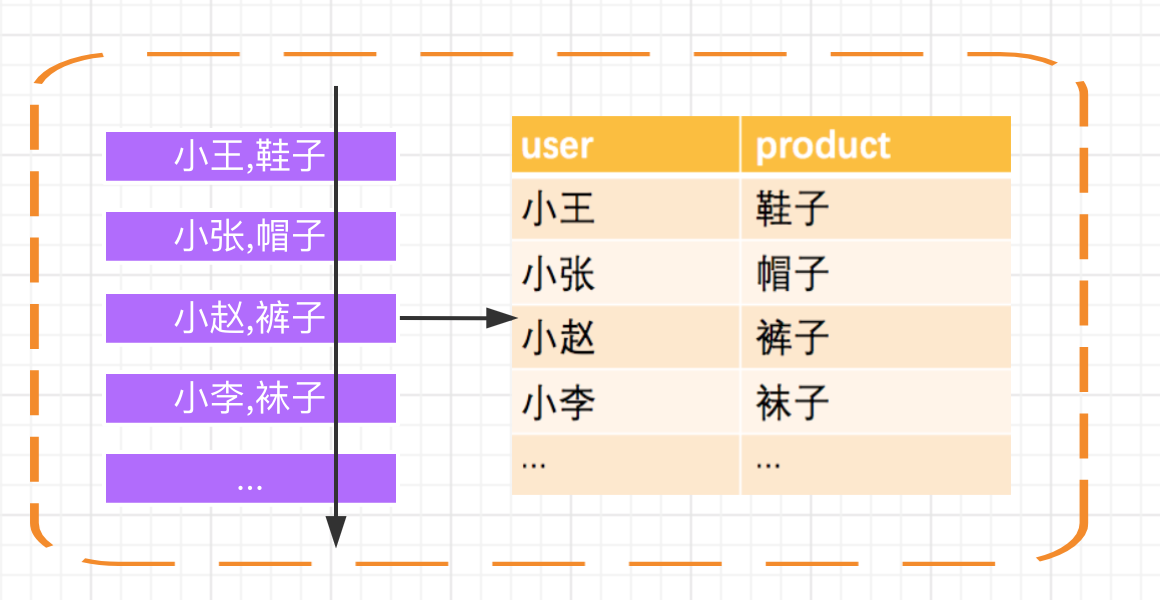 小王,鞋子
小张,帽子
小赵,裤子
小李,袜子
...
user product
小王 鞋子
小张 帽子
小赵 裤子
小李 袜子
... ...